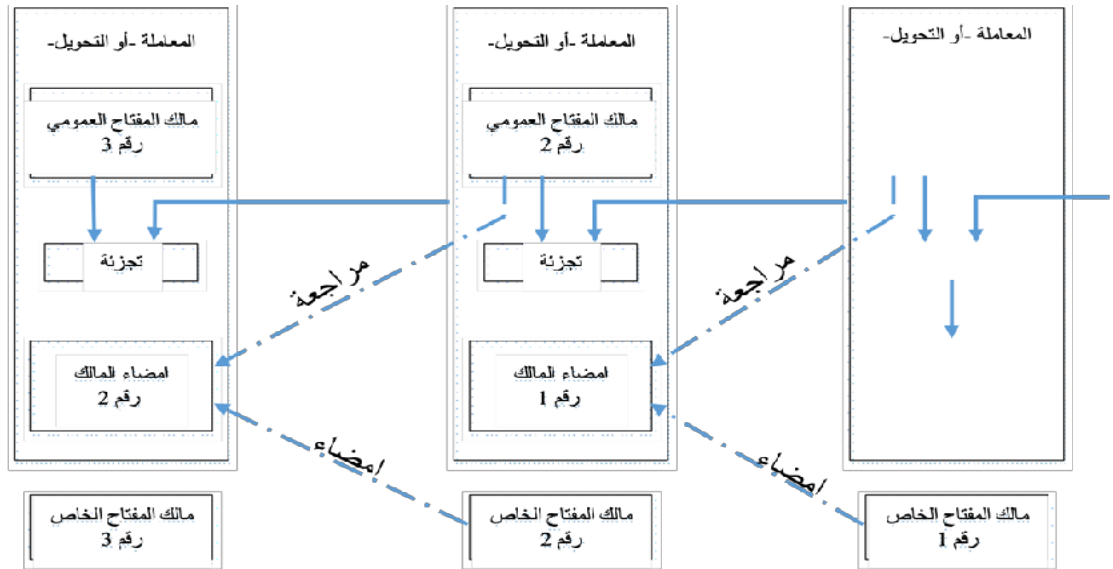 المعاملة -أو التحويل-
مراجعة
امضاء
مالك المفتاح الخاص
رقم 1
المعاملة -أو التحويل-
مالك المفتاح العمومي
رقم 2
تجزئة
امضاء المالك
رقم 1
مراجعة
امضاء
مالك المفتاح الخاص
رقم 2
المعاملة -أو التحويل-
مالك المفتاح العمومي
رقم 3
تجزئة
امضاء المالك
رقم 2
مالك المفتاح الخاص
رقم 3